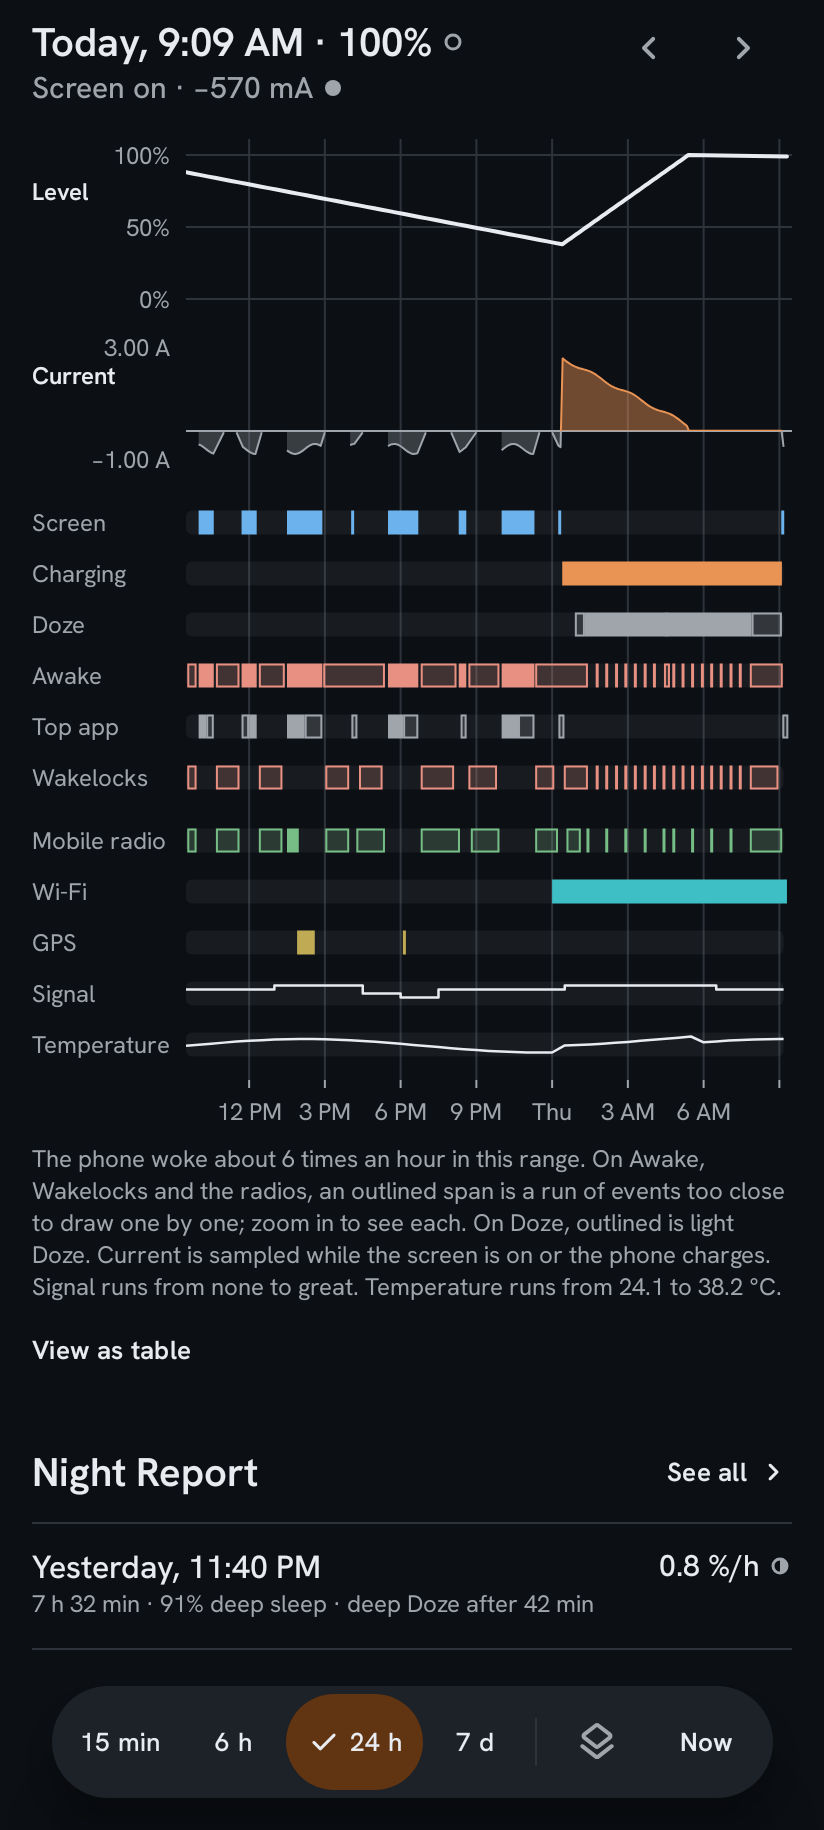 Today, 9:09 AM · 100%
Screen on · −570 mA
100%
Level
50%
0%
3.00 A
Current
−1.00 A
Screen
Charging
Doze
Awake
Top app
Wakelocks
Mobile radio
Wi-Fi
GPS
Signal
Temperature
12 PM 3 PM 6 PM 9 PM Thu 3 AM 6 AM
The phone woke about 6 times an hour in this range. On Awake,
Wakelocks and the radios, an outlined span is a run of events too close
to draw one by one; zoom in to see each. On Doze, outlined is light
Doze. Current is sampled while the screen is on or the phone charges.
Signal runs from none to great. Temperature runs from 24.1 to 38.2 °C.
View as table
Night Report See all
Yesterday, 11:40 PM 0.8 %/h
7 h 32 min · 91% deep sleep · deep Doze after 42 min
15 min 6 h 24 h 7 d Now